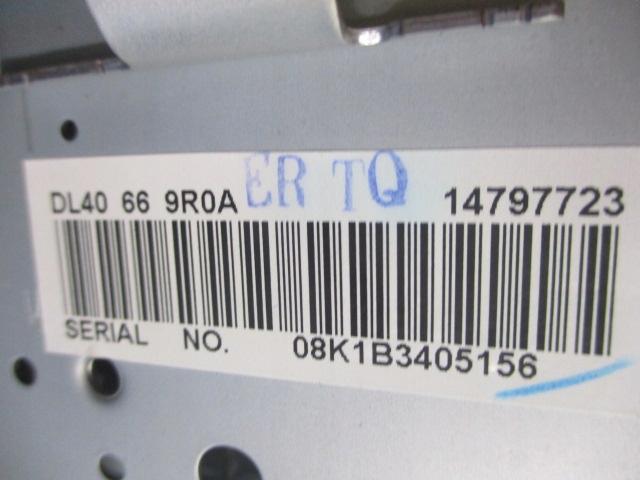 DL40 66 9R0A ER TQ 14797723
SERIAL NO. 08K1B3405156